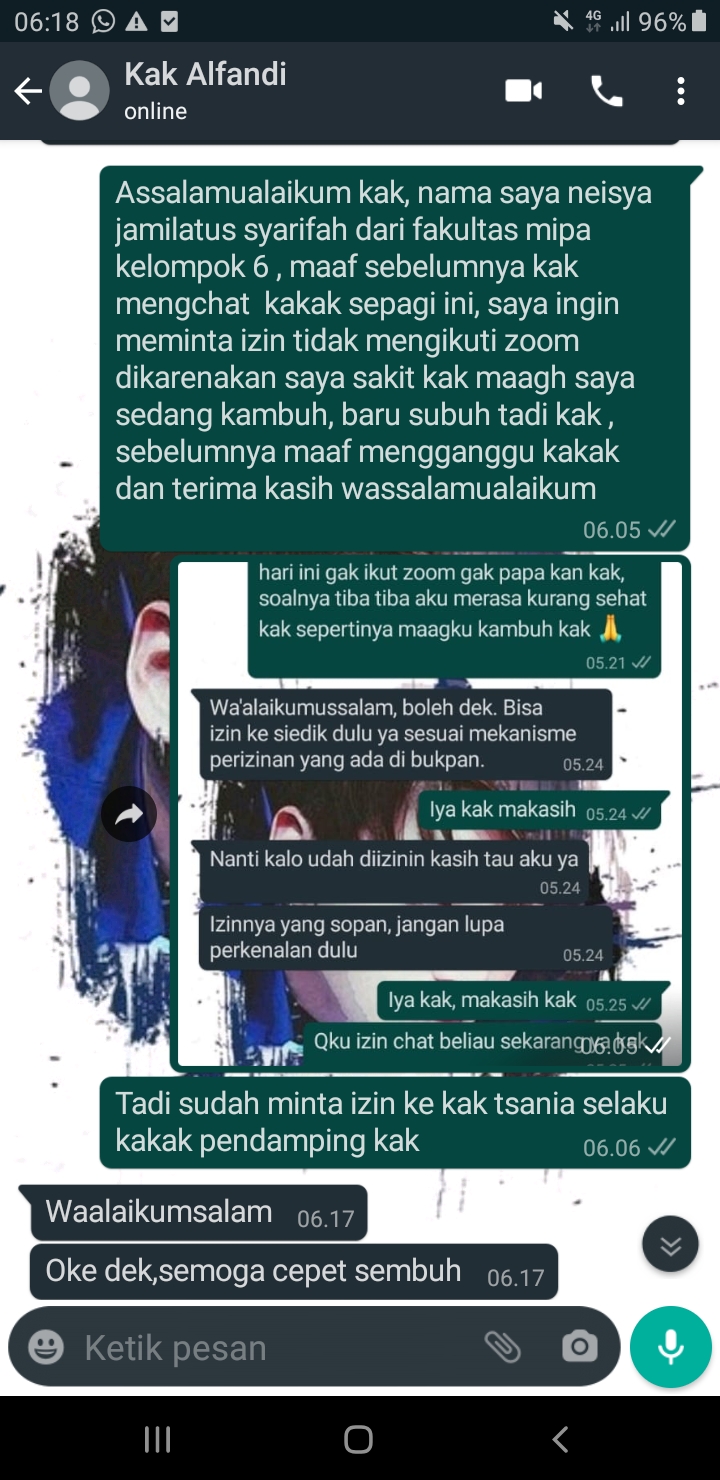 06:18 4G 96%
Kak Alfandi
online
Assalamualaikum kak, nama saya neisya
jamilatus syarifah dari fakultas mipa
kelompok 6 , maaf sebelumnya kak
mengchat kakak sepagi ini, saya ingin
meminta izin tidak mengikuti zoom
dikarenakan saya sakit kak maagh saya
sedang kambuh, baru subuh tadi kak ,
sebelumnya maaf mengganggu kakak
dan terima kasih wassalamualaikum
06.05
hari ini gak ikut zoom gak papa kan kak,
soalnya tiba tiba aku merasa kurang sehat
kak sepertinya maagku kambuh kak 🙏
05.21
Wa'alaikumussalam, boleh dek. Bisa
izin ke siedik dulu ya sesuai mekanisme
perizinan yang ada di bukpan. 05.24
Iya kak makasih 05.24
Nanti kalo udah diizinin kasih tau aku ya
05.24
Izinnya yang sopan, jangan lupa
perkenalan dulu 05.24
Iya kak, makasih kak 05.25
Qku izin chat beliau sekarang ya kak
06.05
Tadi sudah minta izin ke kak tsania selaku
kakak pendamping kak 06.06
Waalaikumsalam 06.17
Oke dek,semoga cepet sembuh 06.17
Ketik pesan